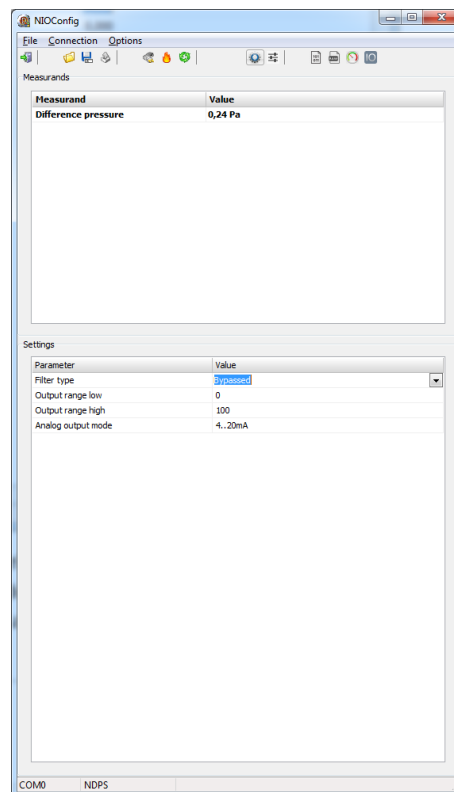 NIOConfig
File Connection Options
Measurands
Measurand Value
Difference pressure 0,24 Pa
Settings
Parameter Value
Filter type Bypassed
Output range low 0
Output range high 100
Analog output mode 4..20mA
COM0 NDPS